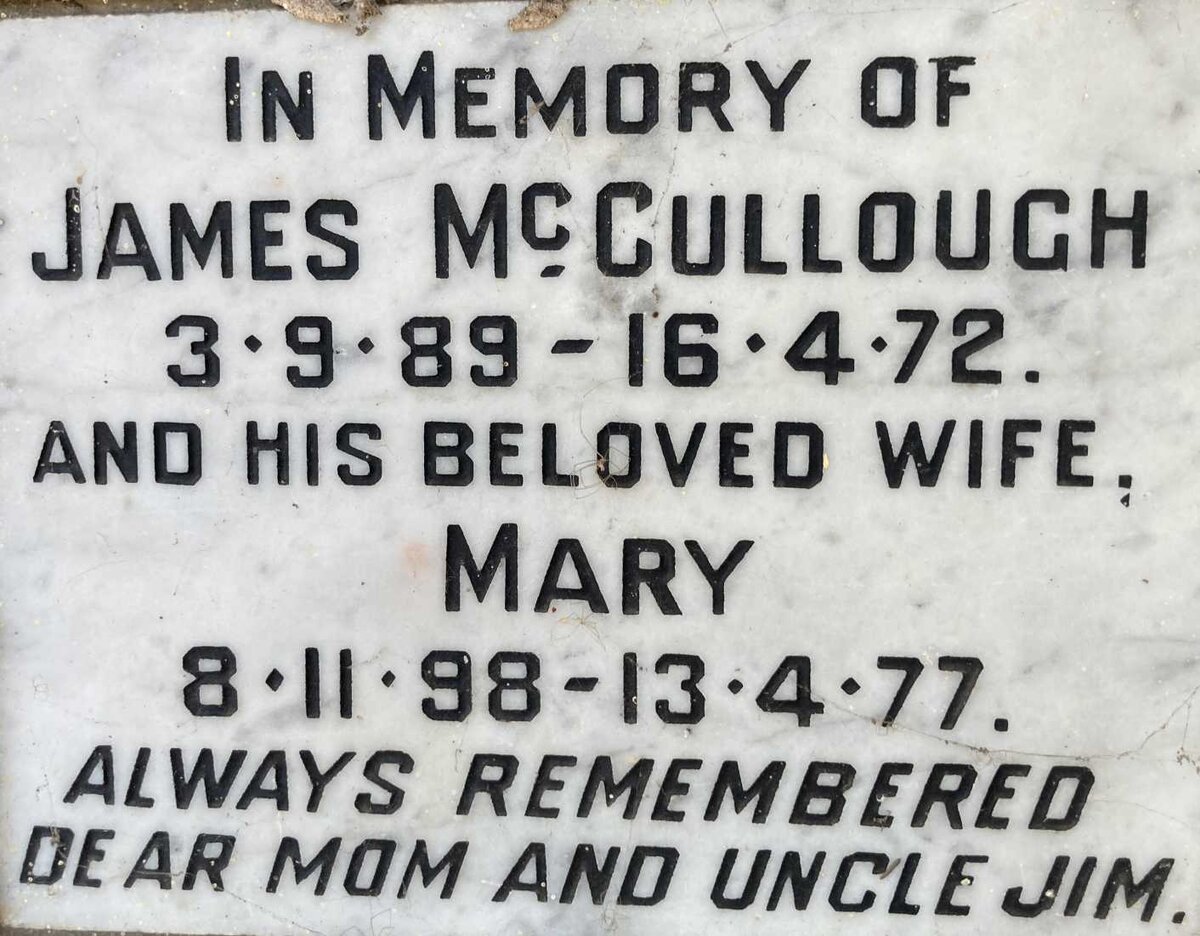 IN MEMORY OF
JAMES McCULLOUGH
3·9·89-16·4·72.
AND HIS BELOVED WIFE,
MARY
8·11·98-13·4·77.
ALWAYS REMEMBERED
DEAR MOM AND UNCLE JIM.